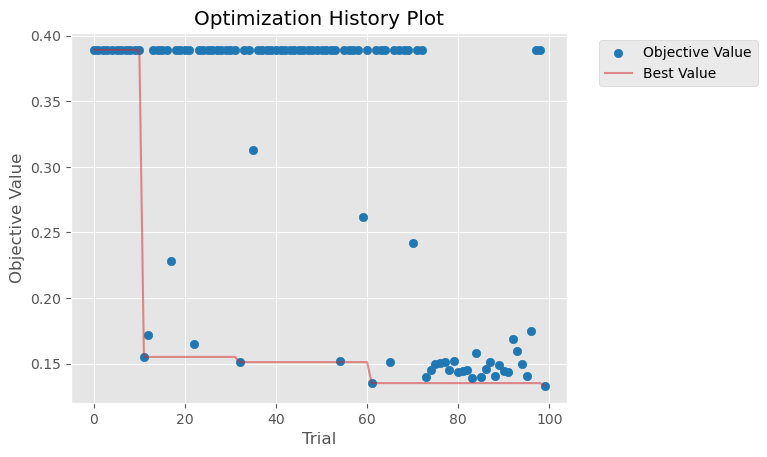 Optimization History Plot
Objective Value
Best Value
Objective Value
0.40
0.35
0.30
0.25
0.20
0.15
0 20 40 60 80 100
Trial